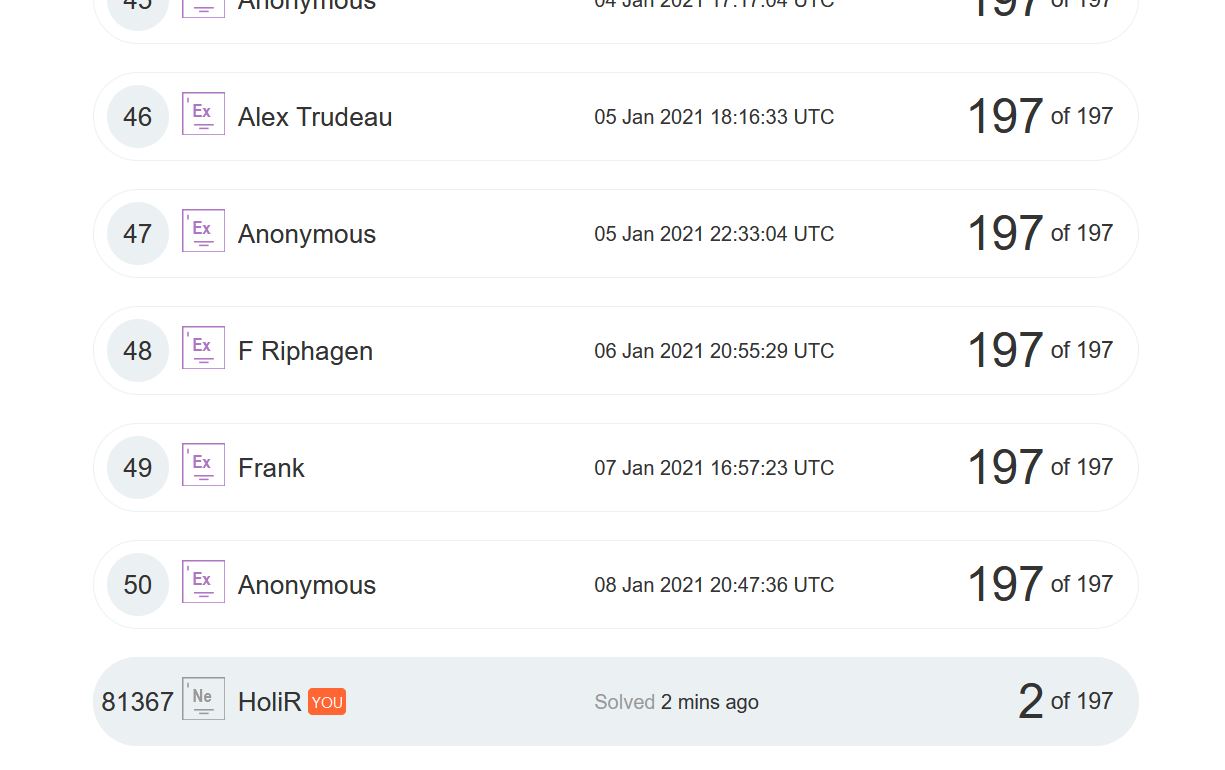 45 Anonymous 04 Jan 2021 17:17:04 UTC 197 of 197
46 Ex Alex Trudeau 05 Jan 2021 18:16:33 UTC 197 of 197
47 Ex Anonymous 05 Jan 2021 22:33:04 UTC 197 of 197
48 Ex F Riphagen 06 Jan 2021 20:55:29 UTC 197 of 197
49 Ex Frank 07 Jan 2021 16:57:23 UTC 197 of 197
50 Ex Anonymous 08 Jan 2021 20:47:36 UTC 197 of 197
81367 Ne HoliR YOU Solved 2 mins ago 2 of 197